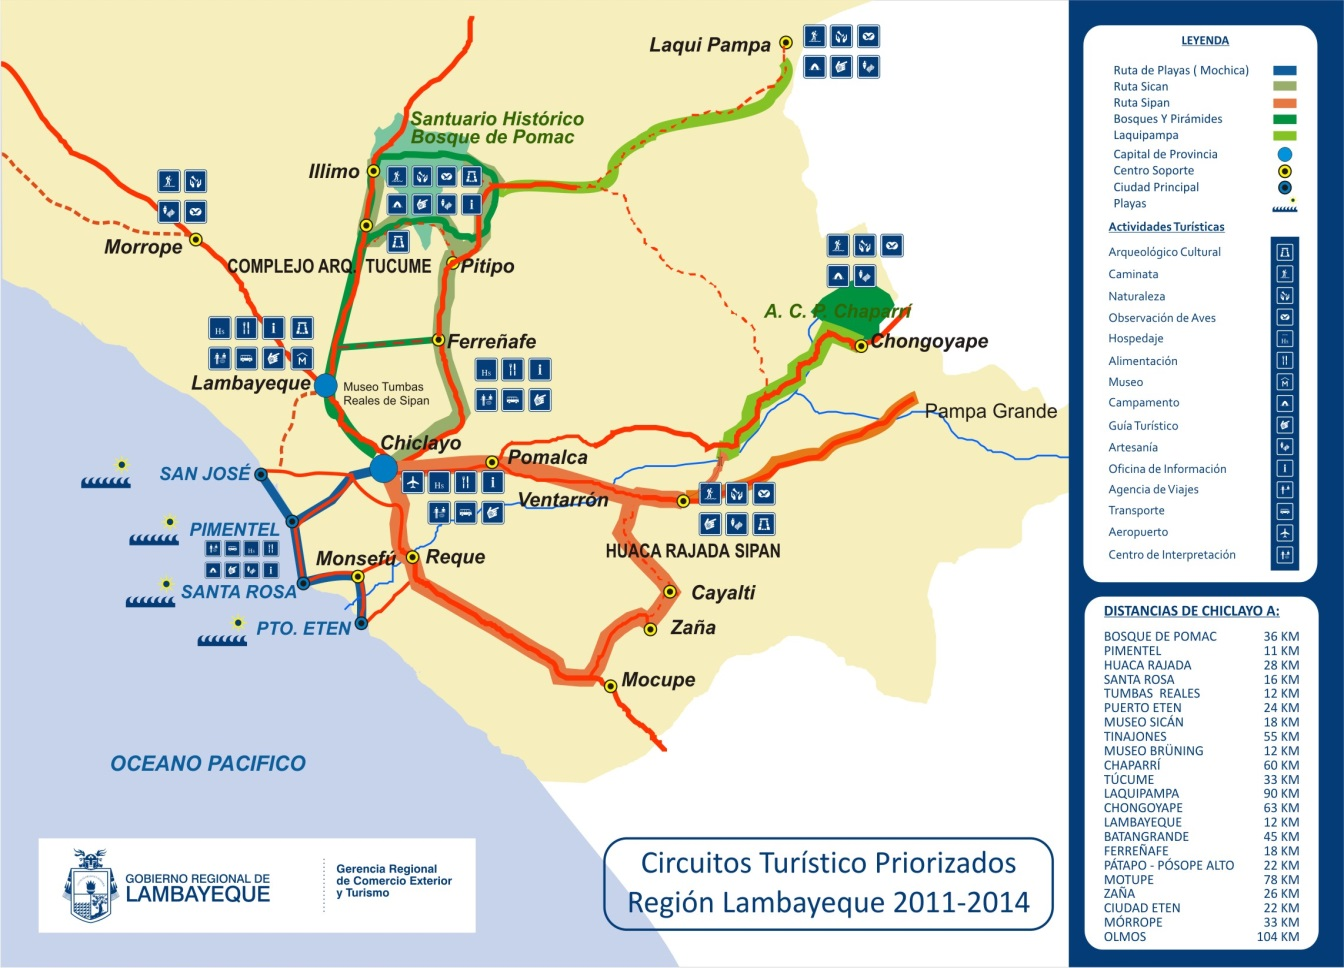 Laqui Pampa
Santuario Histórico
Bosque de Pomac
Illimo
Morrope
COMPLEJO ARQ. TUCUME
Pitipo
A. C. P. Chaparrí
Chongoyape
Ferreñafe
Lambayeque
Museo Tumbas
Reales de Sipan
Pampa Grande
Chiclayo
Pomalca
SAN JOSÉ
Ventarrón
PIMENTEL
HUACA RAJADA SIPAN
Monsefú
Reque
SANTA ROSA
Cayalti
PTO. ETEN
Zaña
Mocupe
OCEANO PACIFICO
GOBIERNO REGIONAL DE
LAMBAYEQUE
Gerencia Regional
de Comercio Exterior
y Turismo
Circuitos Turístico Priorizados
Región Lambayeque 2011-2014
LEYENDA
Ruta de Playas ( Mochica)
Ruta Sican
Ruta Sipan
Bosques Y Pirámides
Laquipampa
Capital de Provincia
Centro Soporte
Ciudad Principal
Playas
Actividades Turísticas
Arqueológico Cultural
Caminata
Naturaleza
Observación de Aves
Hospedaje
Alimentación
Museo
Campamento
Guía Turístico
Artesanía
Oficina de Información
Agencia de Viajes
Transporte
Aeropuerto
Centro de Interpretación
DISTANCIAS DE CHICLAYO A:
BOSQUE DE POMAC 36 KM
PIMENTEL 11 KM
HUACA RAJADA 28 KM
SANTA ROSA 16 KM
TUMBAS REALES 12 KM
PUERTO ETEN 24 KM
MUSEO SICÁN 18 KM
TINAJONES 55 KM
MUSEO BRÜNING 12 KM
CHAPARRÍ 60 KM
TÚCUME 33 KM
LAQUIPAMPA 90 KM
CHONGOYAPE 63 KM
LAMBAYEQUE 12 KM
BATANGRANDE 45 KM
FERREÑAFE 18 KM
PÁTAPO - PÓSOPE ALTO 22 KM
MOTUPE 78 KM
ZAÑA 26 KM
CIUDAD ETEN 22 KM
MÓRROPE 33 KM
OLMOS 104 KM